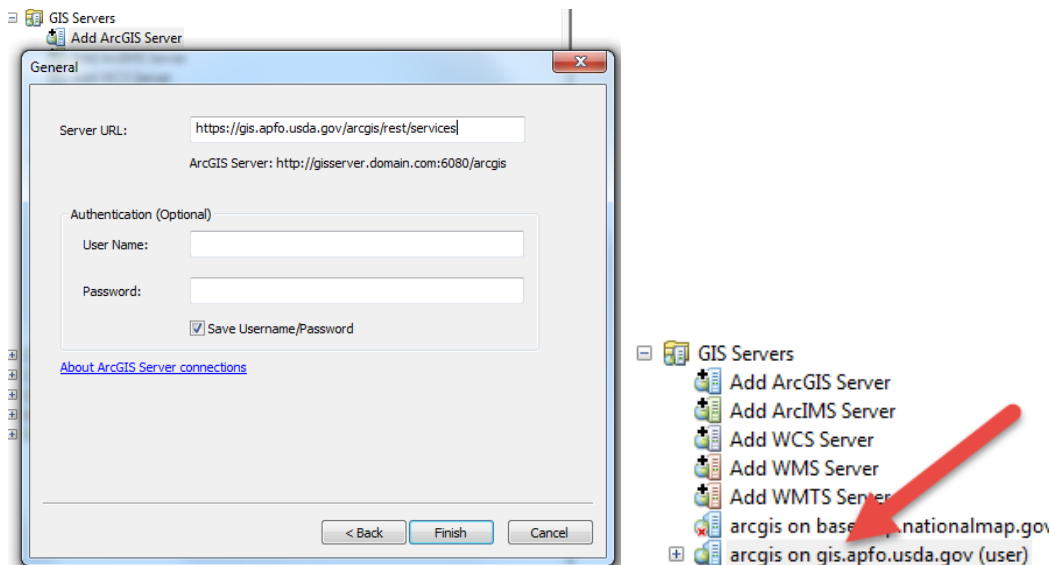 GIS Servers
Add ArcGIS Server
General
Server URL:
https://gis.apfo.usda.gov/arcgis/rest/services
ArcGIS Server: http://gisserver.domain.com:6080/arcgis
Authentication (Optional)
User Name:
Password:
Save Username/Password
About ArcGIS Server connections
< Back
Finish
Cancel
GIS Servers
Add ArcGIS Server
Add ArcIMS Server
Add WCS Server
Add WMS Server
Add WMTS Server
arcgis on nationalmap.gov
arcgis on gis.apfo.usda.gov (user)